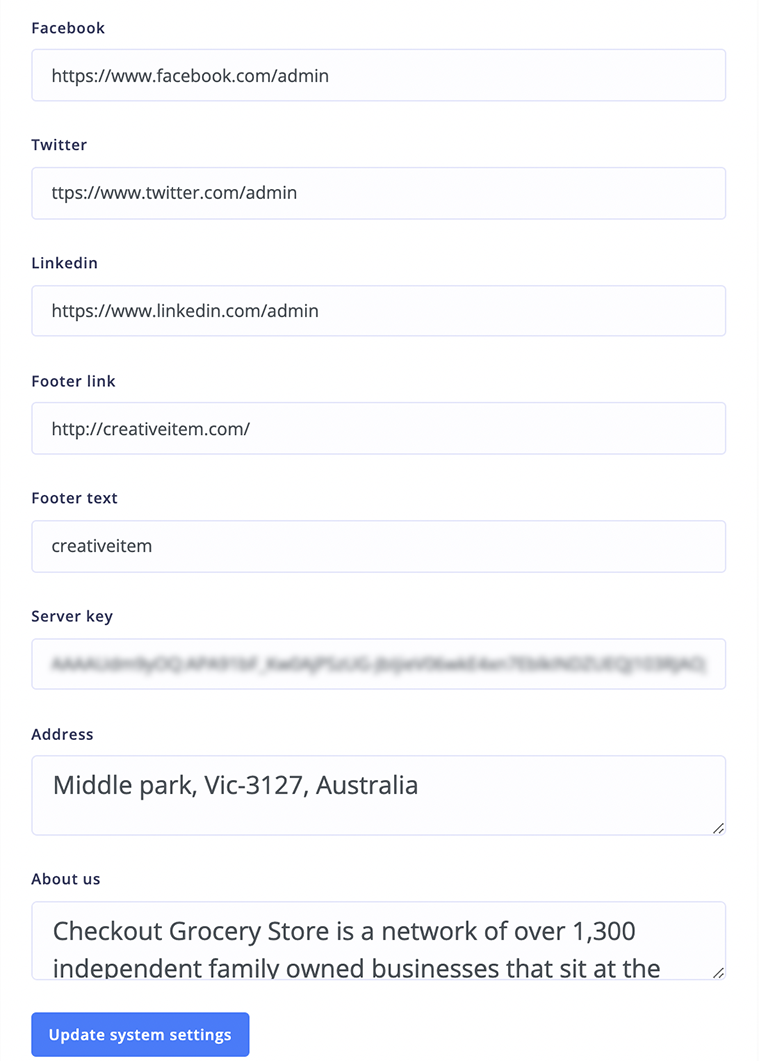 Facebook
https://www.facebook.com/admin
Twitter
ttps://www.twitter.com/admin
Linkedin
https://www.linkedin.com/admin
Footer link
http://creativeitem.com/
Footer text
creativeitem
Server key
Address
Middle park, Vic-3127, Australia
About us
Checkout Grocery Store is a network of over 1,300
independent family owned businesses that sit at the
Update system settings